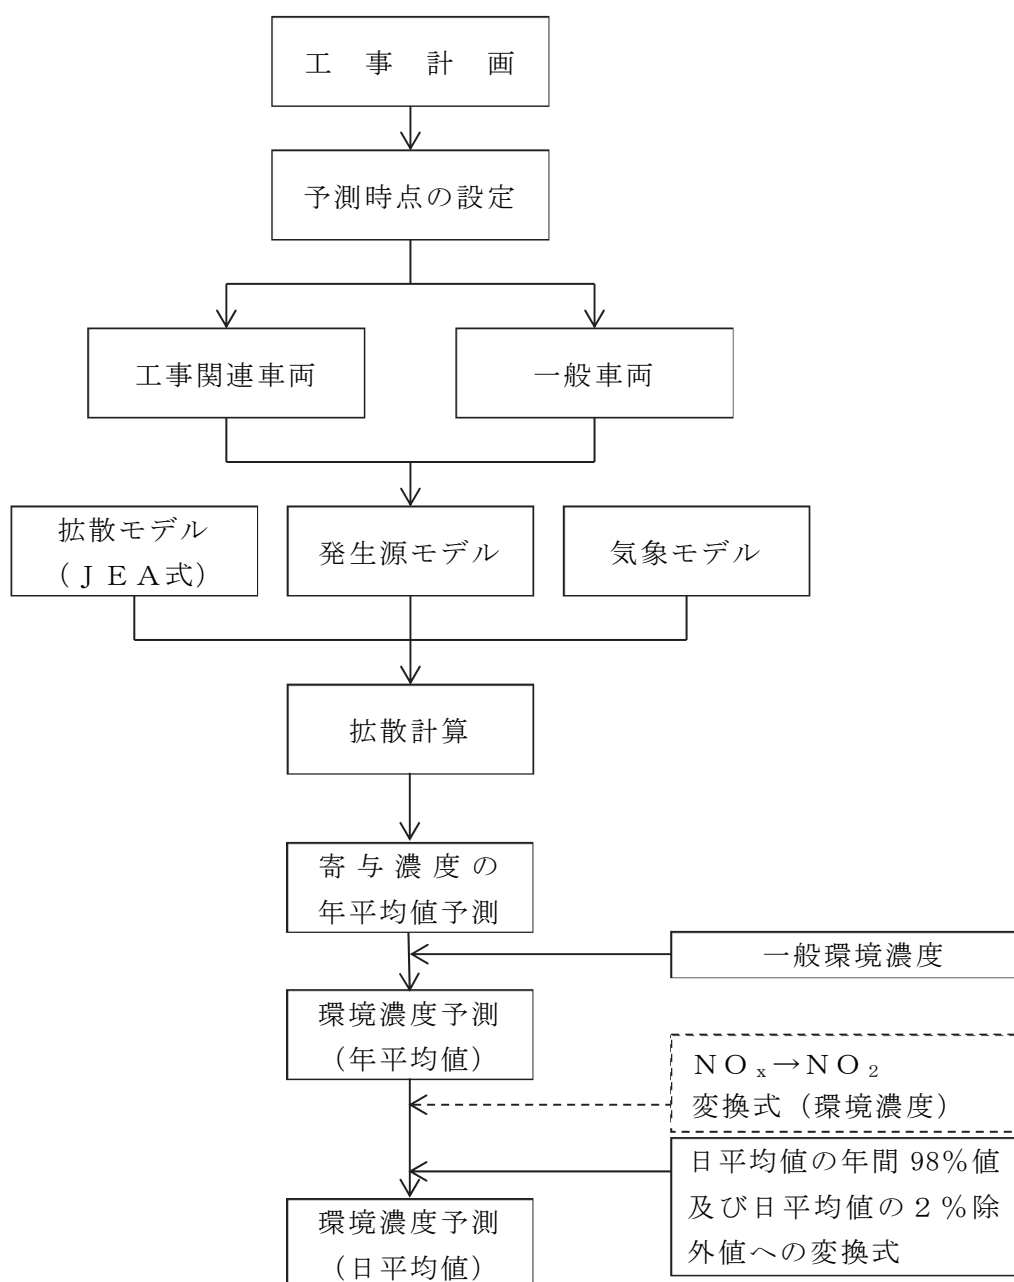 工　事　計　画
予測時点の設定
工事関連車両
一般車両
拡散モデル
（ＪＥＡ式）
発生源モデル
気象モデル
拡散計算
寄与濃度の
年平均値予測
一般環境濃度
環境濃度予測
（年平均値）
ＮＯₓ→ＮＯ₂
変換式（環境濃度）
日平均値の年間 98％値
及び日平均値の２％除
外値への変換式
環境濃度予測
（日平均値）